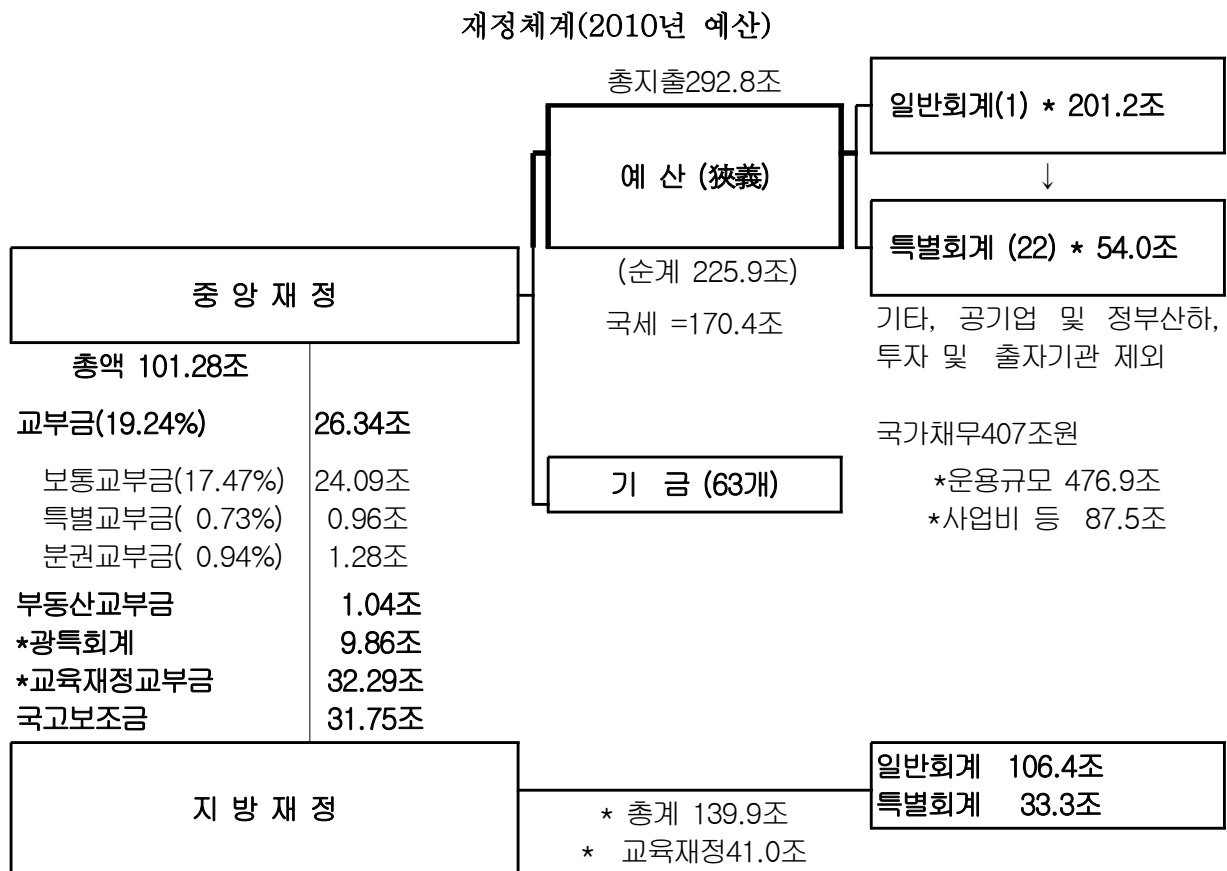 재정체계(2010년 예산)
총지출292.8조
예 산 (狹義)
(순계 225.9조)
국세 =170.4조
일반회계(1) * 201.2조
↓
특별회계 (22) * 54.0조
기타, 공기업 및 정부산하,
투자 및 출자기관 제외
중 앙 재 정
총액 101.28조
교부금(19.24%) 26.34조
보통교부금(17.47%) 24.09조
특별교부금( 0.73%) 0.96조
분권교부금( 0.94%) 1.28조
부동산교부금 1.04조
*광특회계 9.86조
*교육재정교부금 32.29조
국고보조금 31.75조
기 금 (63개)
국가채무407조원
*운용규모 476.9조
*사업비 등 87.5조
지 방 재 정
* 총계 139.9조
* 교육재정41.0조
일반회계 106.4조
특별회계 33.3조